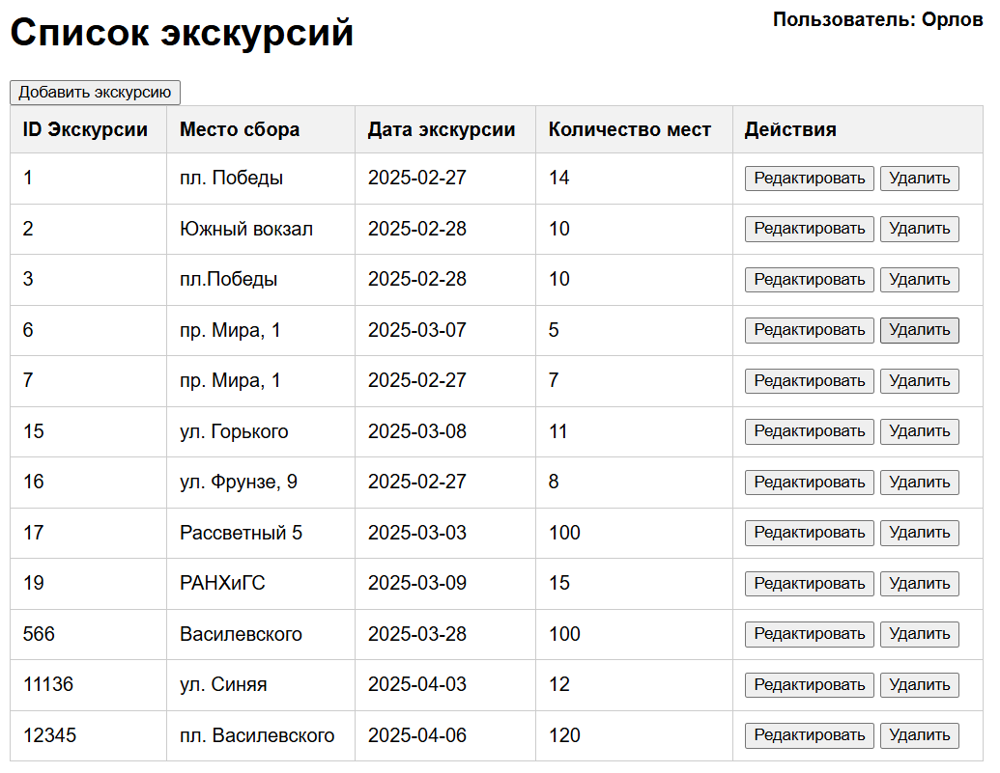 Список экскурсий
Пользователь: Орлов
Добавить экскурсию
ID Экскурсии Место сбора Дата экскурсии Количество мест Действия
1 пл. Победы 2025-02-27 14 Редактировать Удалить
2 Южный вокзал 2025-02-28 10 Редактировать Удалить
3 пл.Победы 2025-02-28 10 Редактировать Удалить
6 пр. Мира, 1 2025-03-07 5 Редактировать Удалить
7 пр. Мира, 1 2025-02-27 7 Редактировать Удалить
15 ул. Горького 2025-03-08 11 Редактировать Удалить
16 ул. Фрунзе, 9 2025-02-27 8 Редактировать Удалить
17 Рассветный 5 2025-03-03 100 Редактировать Удалить
19 РАНХиГС 2025-03-09 15 Редактировать Удалить
566 Василевского 2025-03-28 100 Редактировать Удалить
11136 ул. Синяя 2025-04-03 12 Редактировать Удалить
12345 пл. Василевского 2025-04-06 120 Редактировать Удалить